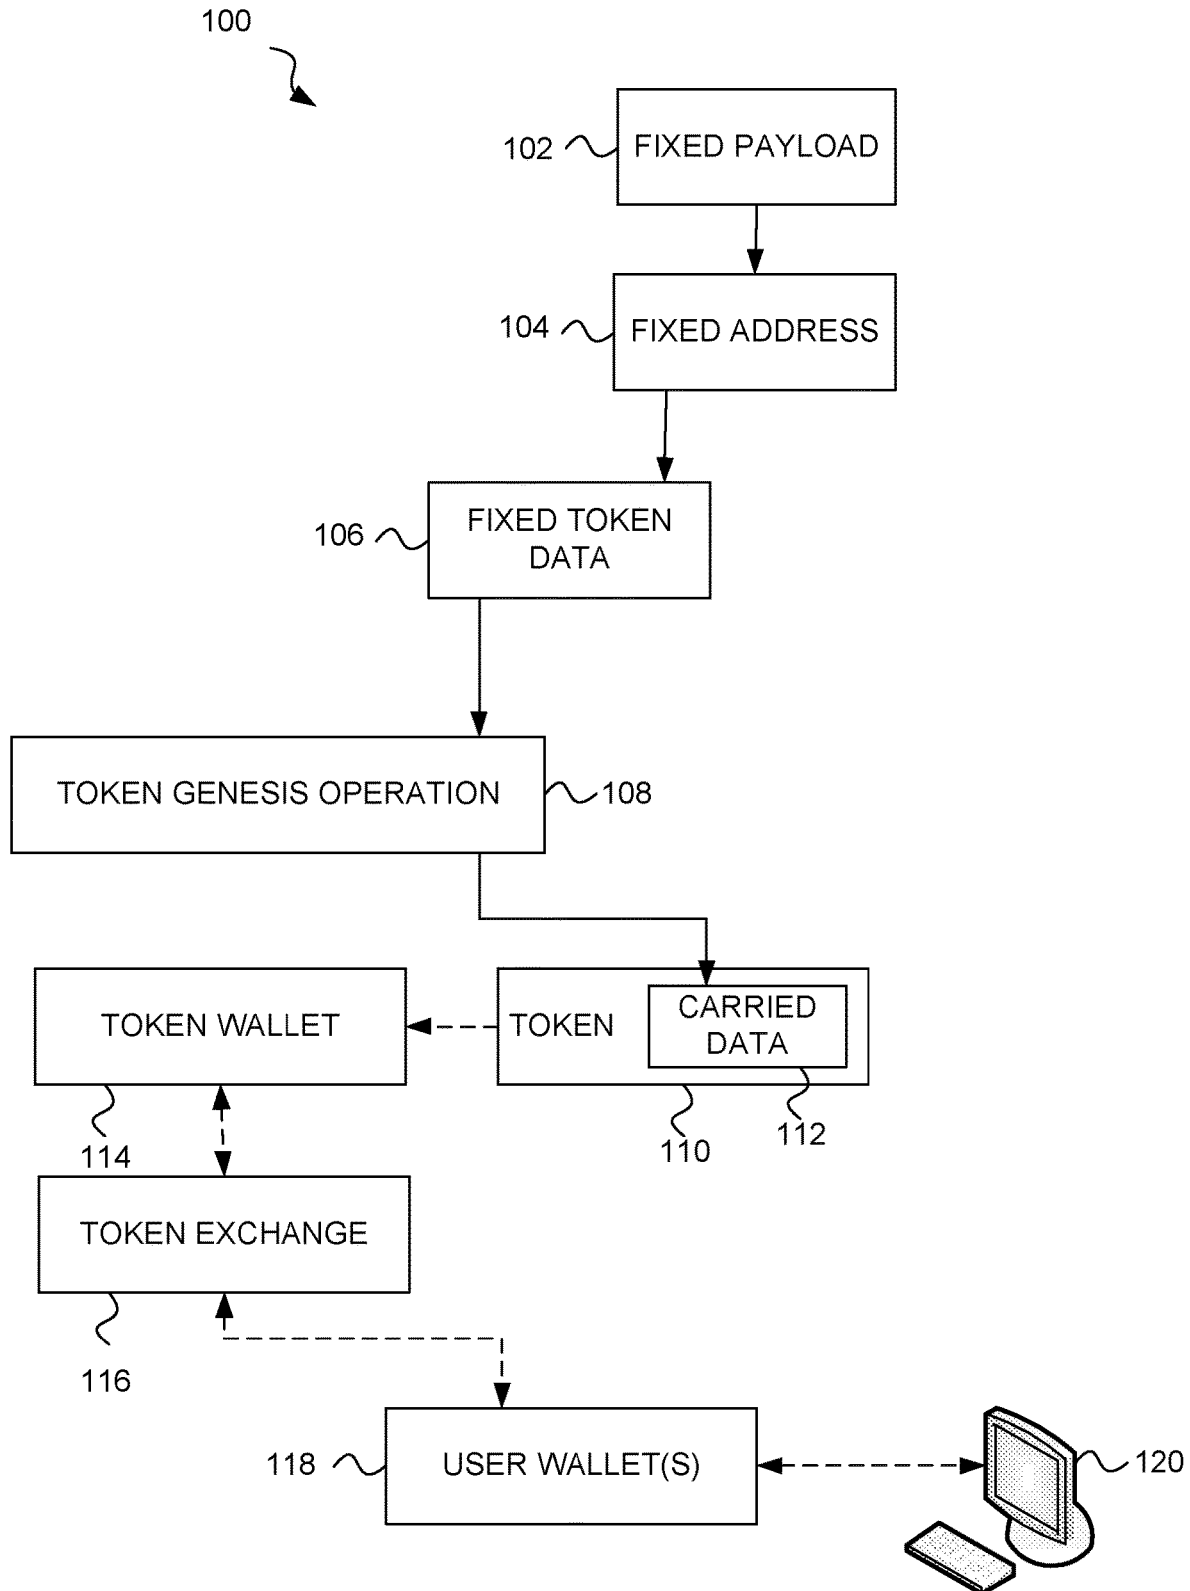 100
102
FIXED PAYLOAD
104
FIXED ADDRESS
106
FIXED TOKEN
DATA
TOKEN GENESIS OPERATION
108
TOKEN WALLET
TOKEN
CARRIED
DATA
114
110
112
TOKEN EXCHANGE
116
118
USER WALLET(S)
120